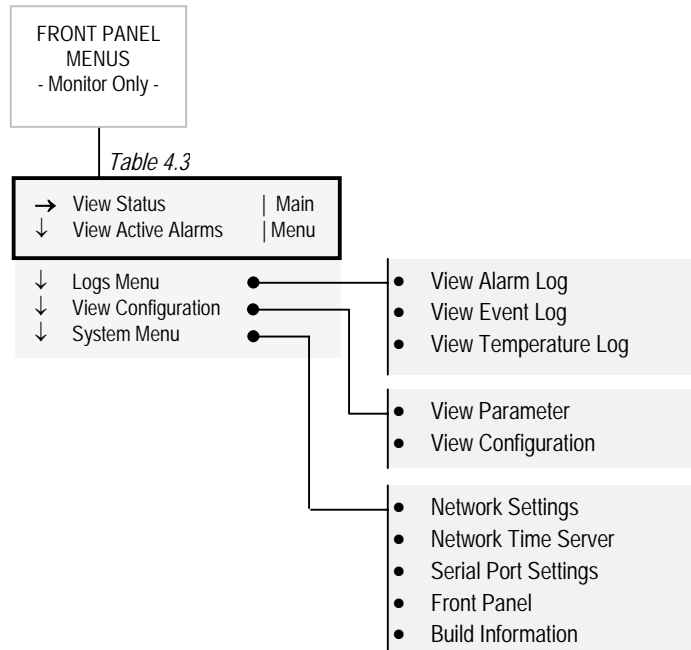 FRONT PANEL
MENUS
- Monitor Only -
Table 4.3
→ View Status | Main
↓ View Active Alarms | Menu
↓ Logs Menu
↓ View Configuration
↓ System Menu
• View Alarm Log
• View Event Log
• View Temperature Log
• View Parameter
• View Configuration
• Network Settings
• Network Time Server
• Serial Port Settings
• Front Panel
• Build Information